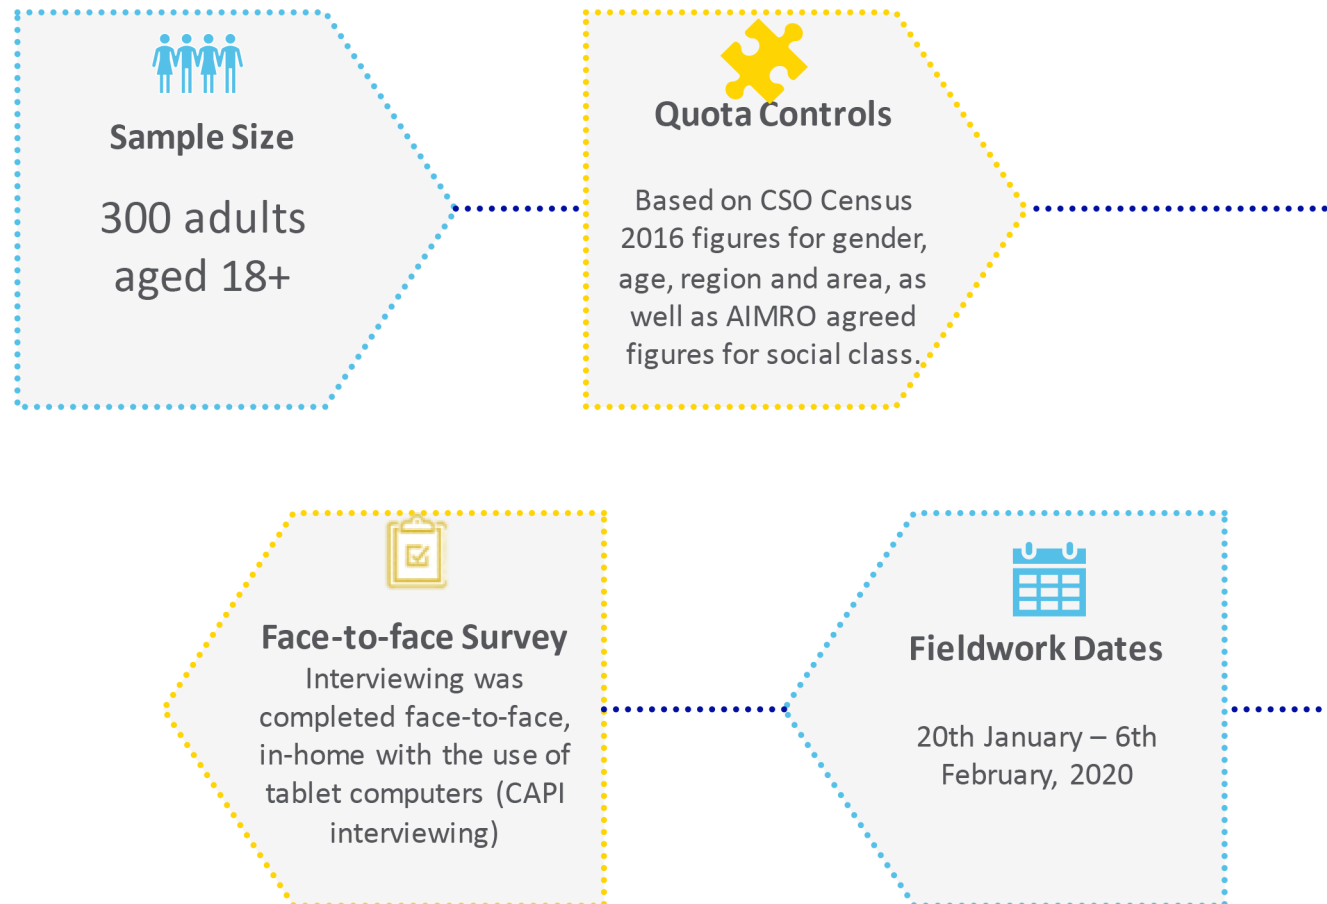 Sample Size
300 adults
aged 18+
Quota Controls
Based on CSO Census
2016 figures for gender,
age, region and area, as
well as AIMRO agreed
figures for social class.
Face-to-face Survey
Interviewing was
completed face-to-face,
in-home with the use of
tablet computers (CAPI
interviewing)
Fieldwork Dates
20th January – 6th
February, 2020